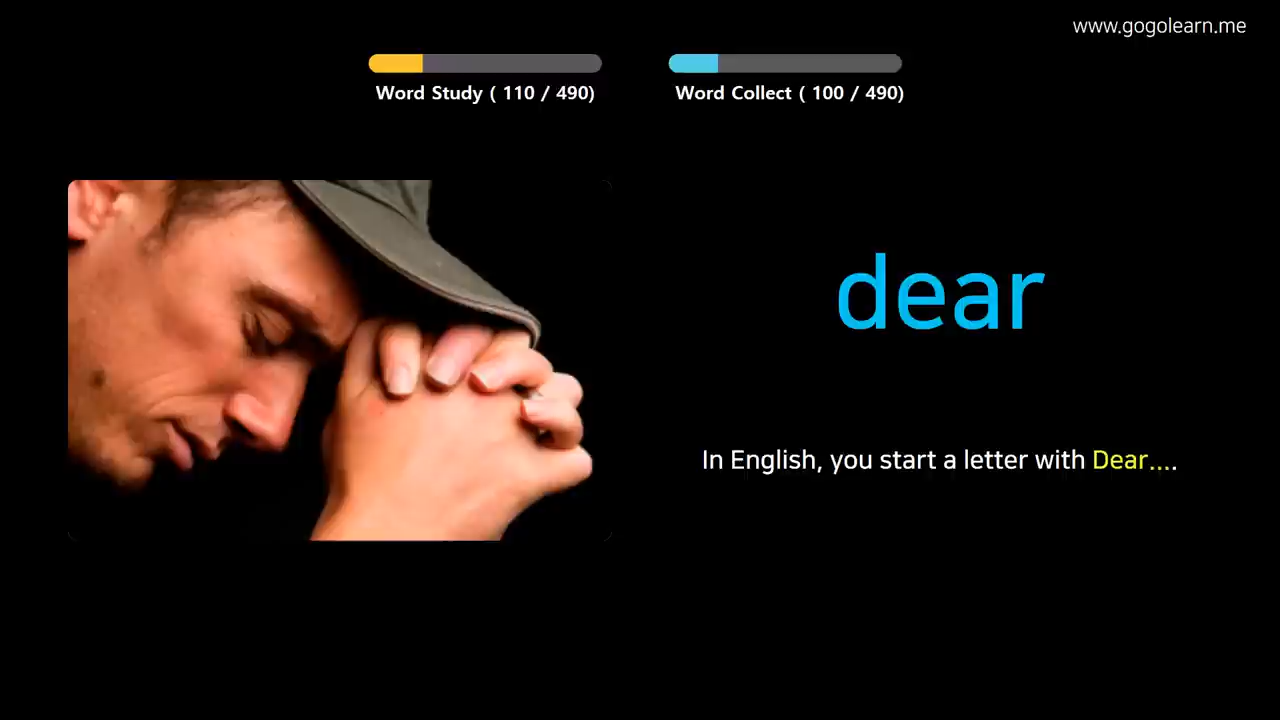 www.gogolearn.me
Word Study ( 110 / 490)
Word Collect ( 100 / 490)
dear
In English, you start a letter with Dear....